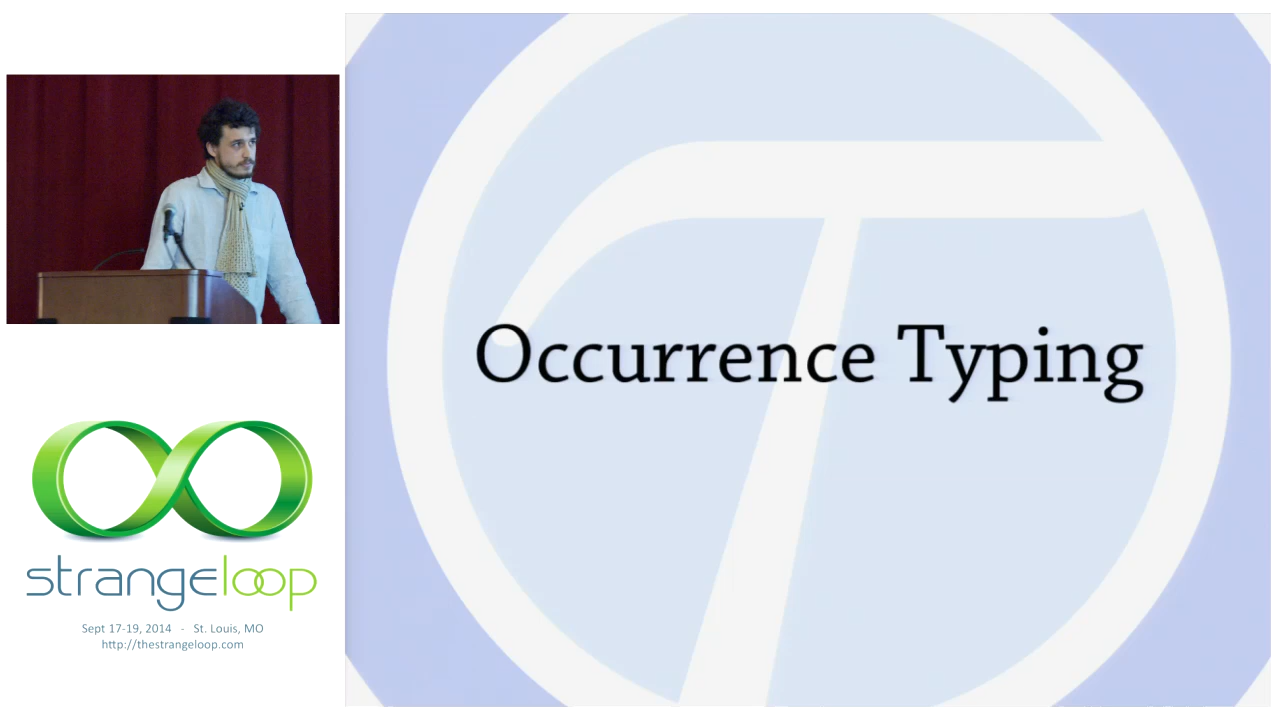 Occurrence Typing
strangeloop
Sept 17-19, 2014 - St. Louis, MO
http://thestrangeloop.com